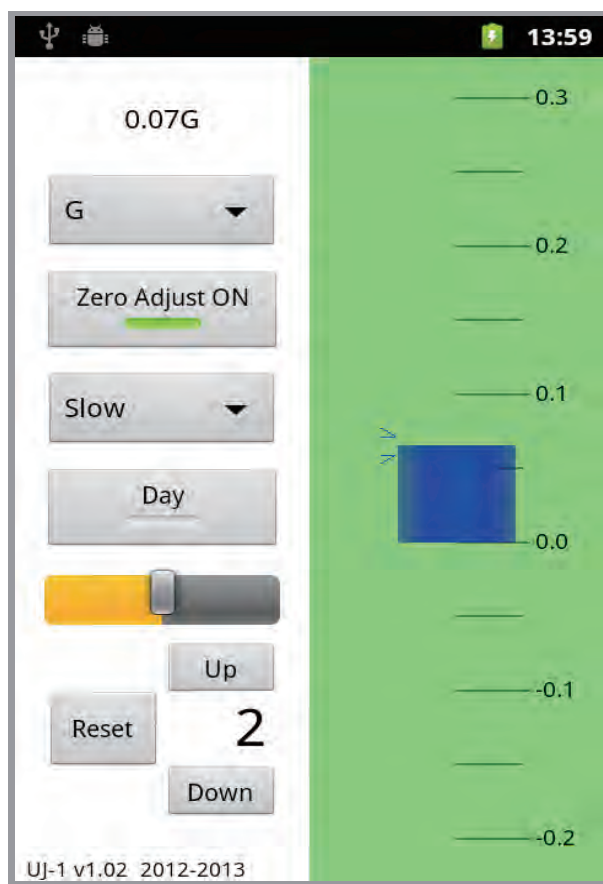 13:59
0.07G
G
Zero Adjust ON
Slow
Day
Up
Reset
2
Down
UJ-1 v1.02 2012-2013
0.3
0.2
0.1
0.0
-0.1
-0.2